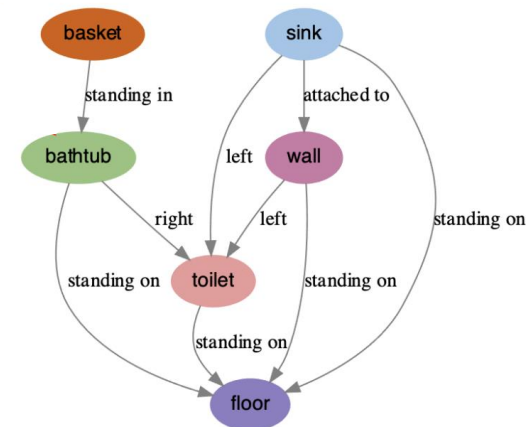 basket
sink
standing in
attached to
bathtub
left
wall
right
left
standing on
standing on
toilet
standing on
standing on
floor